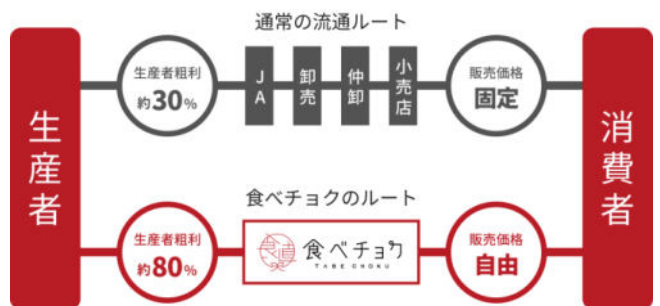 通常の流通ルート
生産者
生産者粗利
約30%
JA
卸売
仲卸
小売店
販売価格
固定
消費者
食べチョクのルート
生産者粗利
約80%
食直
食べチョク
TABE CHOKU
販売価格
自由